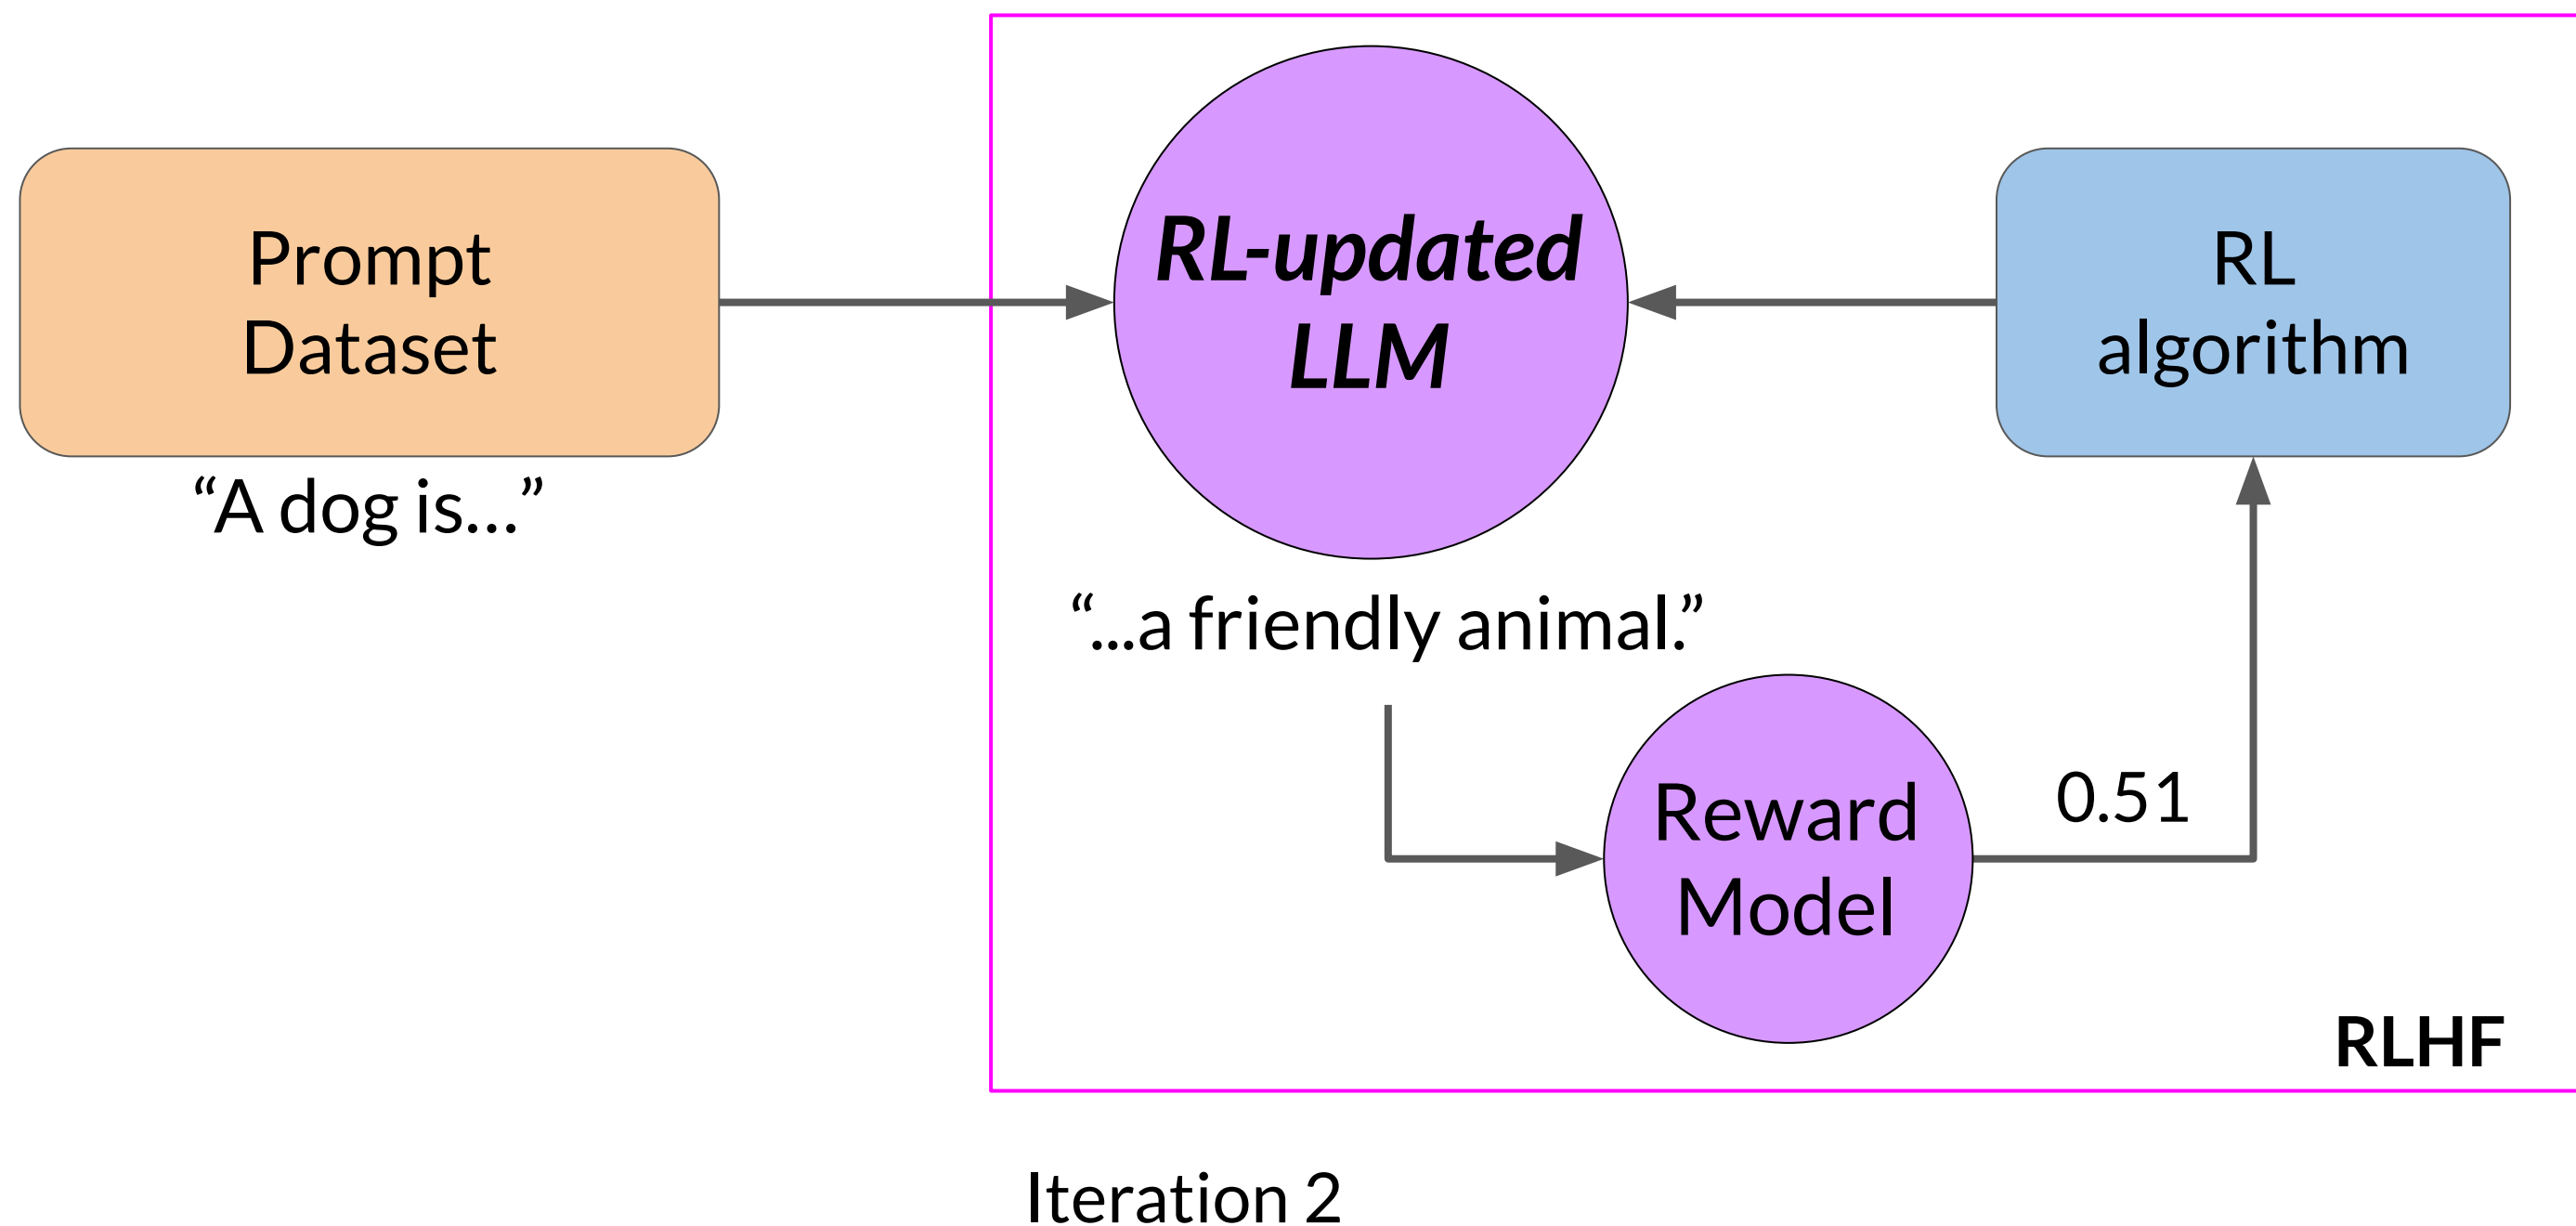 Prompt
Dataset
“A dog is...”
RL-updated
LLM
“...a friendly animal.”
RL
algorithm
Reward
Model
0.51
RLHF
Iteration 2